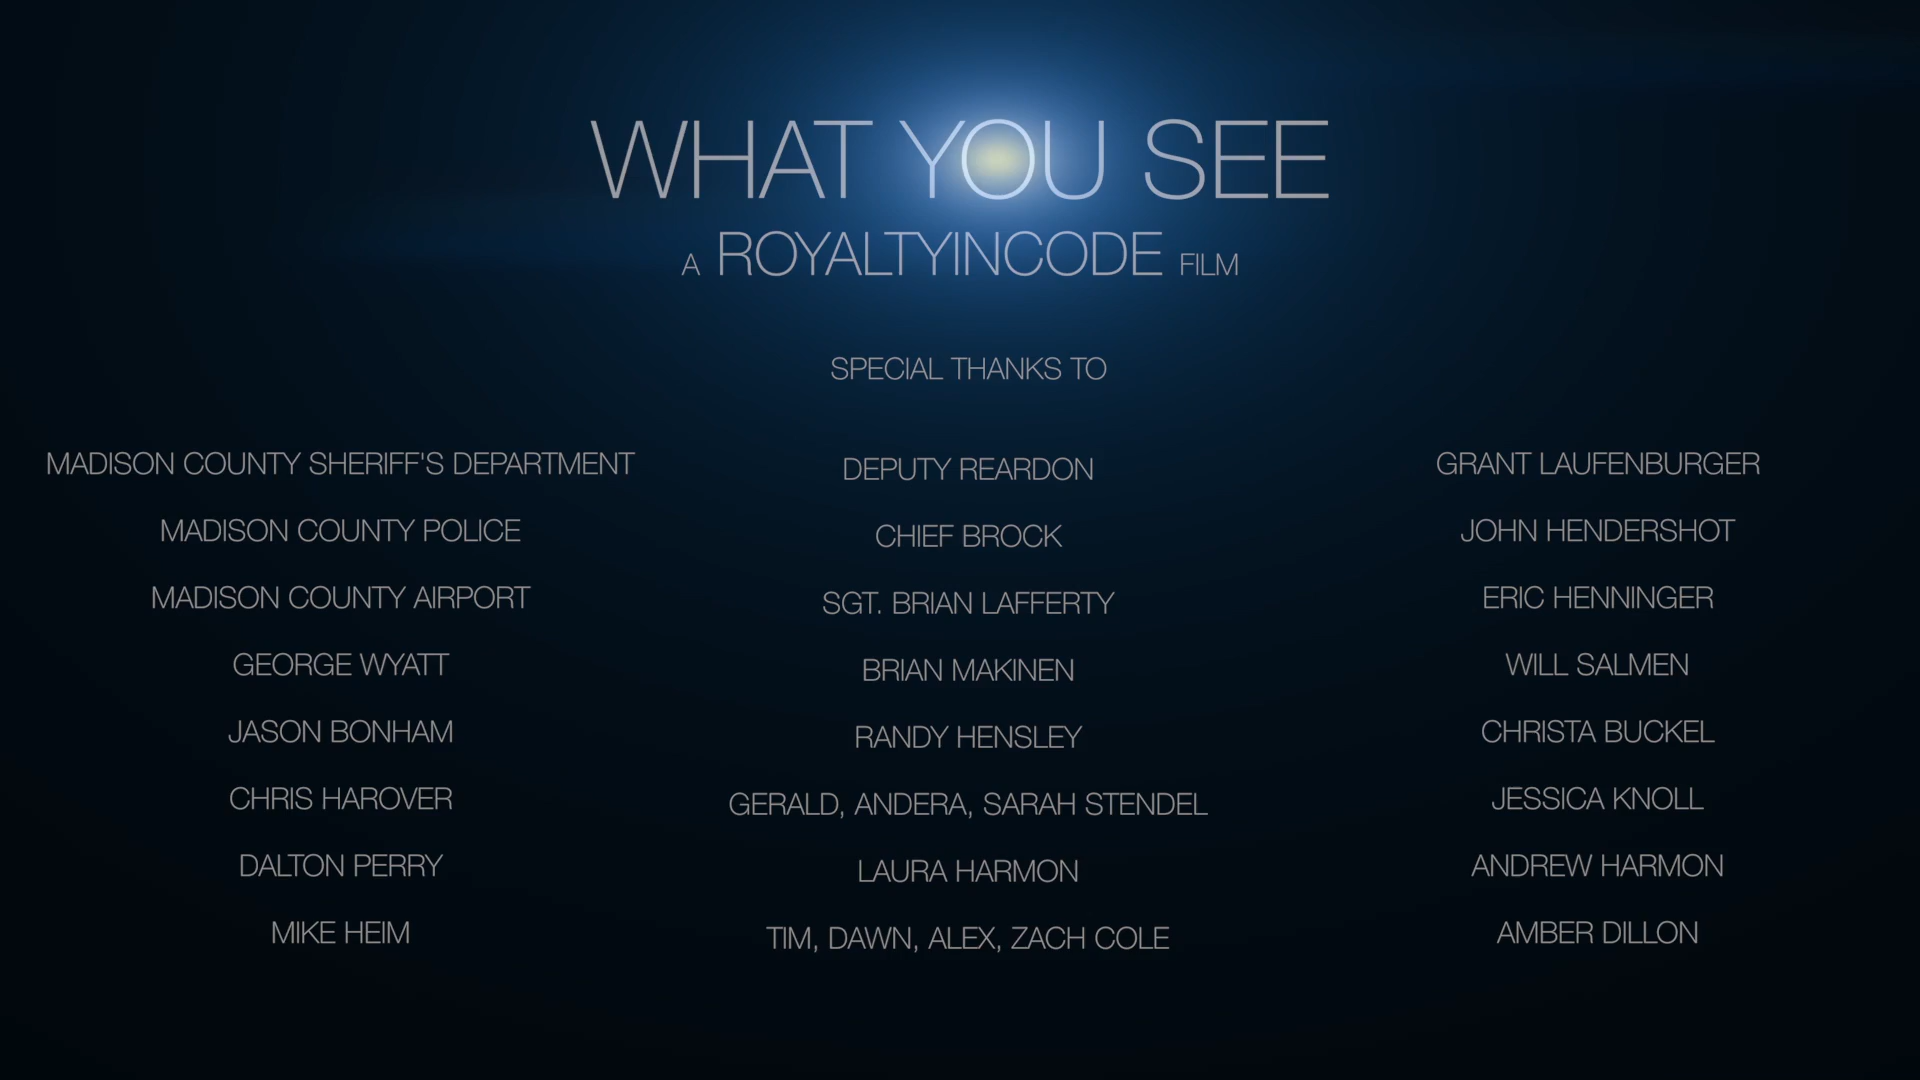 WHAT YOU SEE
A ROYALTYINCODE FILM
SPECIAL THANKS TO
MADISON COUNTY SHERIFF'S DEPARTMENT
MADISON COUNTY POLICE
MADISON COUNTY AIRPORT
GEORGE WYATT
JASON BONHAM
CHRIS HAROVER
DALTON PERRY
MIKE HEIM
DEPUTY REARDON
CHIEF BROCK
SGT. BRIAN LAFFERTY
BRIAN MAKINEN
RANDY HENSLEY
GERALD, ANDERA, SARAH STENDEL
LAURA HARMON
TIM, DAWN, ALEX, ZACH COLE
GRANT LAUFENBURGER
JOHN HENDERSHOT
ERIC HENNINGER
WILL SALMEN
CHRISTA BUCKEL
JESSICA KNOLL
ANDREW HARMON
AMBER DILLON